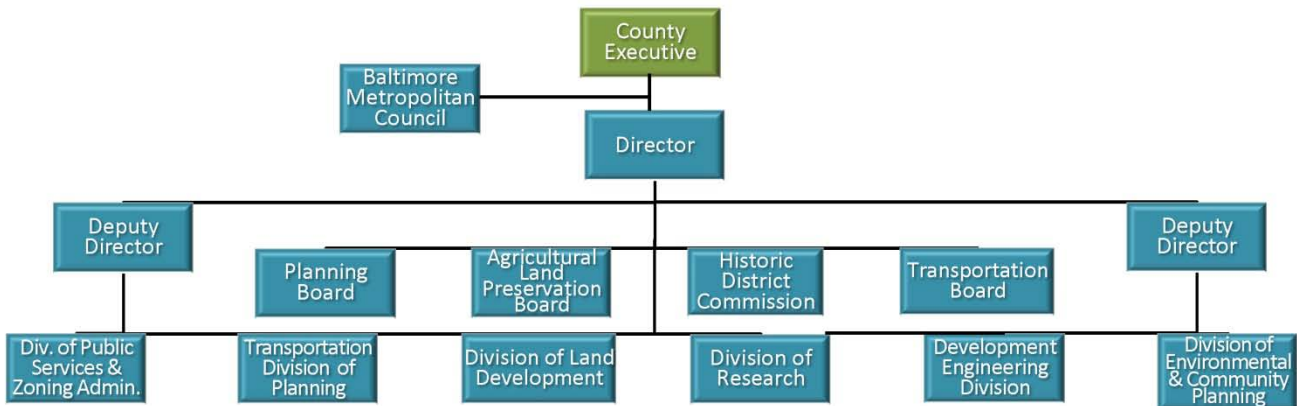 County
Executive
Baltimore
Metropolitan
Council
Director
Deputy
Director
Deputy
Director
Planning
Board
Agricultural
Land
Preservation
Board
Historic
District
Commission
Transportation
Board
Div. of Public
Services &
Zoning Admin.
Transportation
Division of
Planning
Division of Land
Development
Division of
Research
Development
Engineering
Division
Division of
Environmental
& Community
Planning